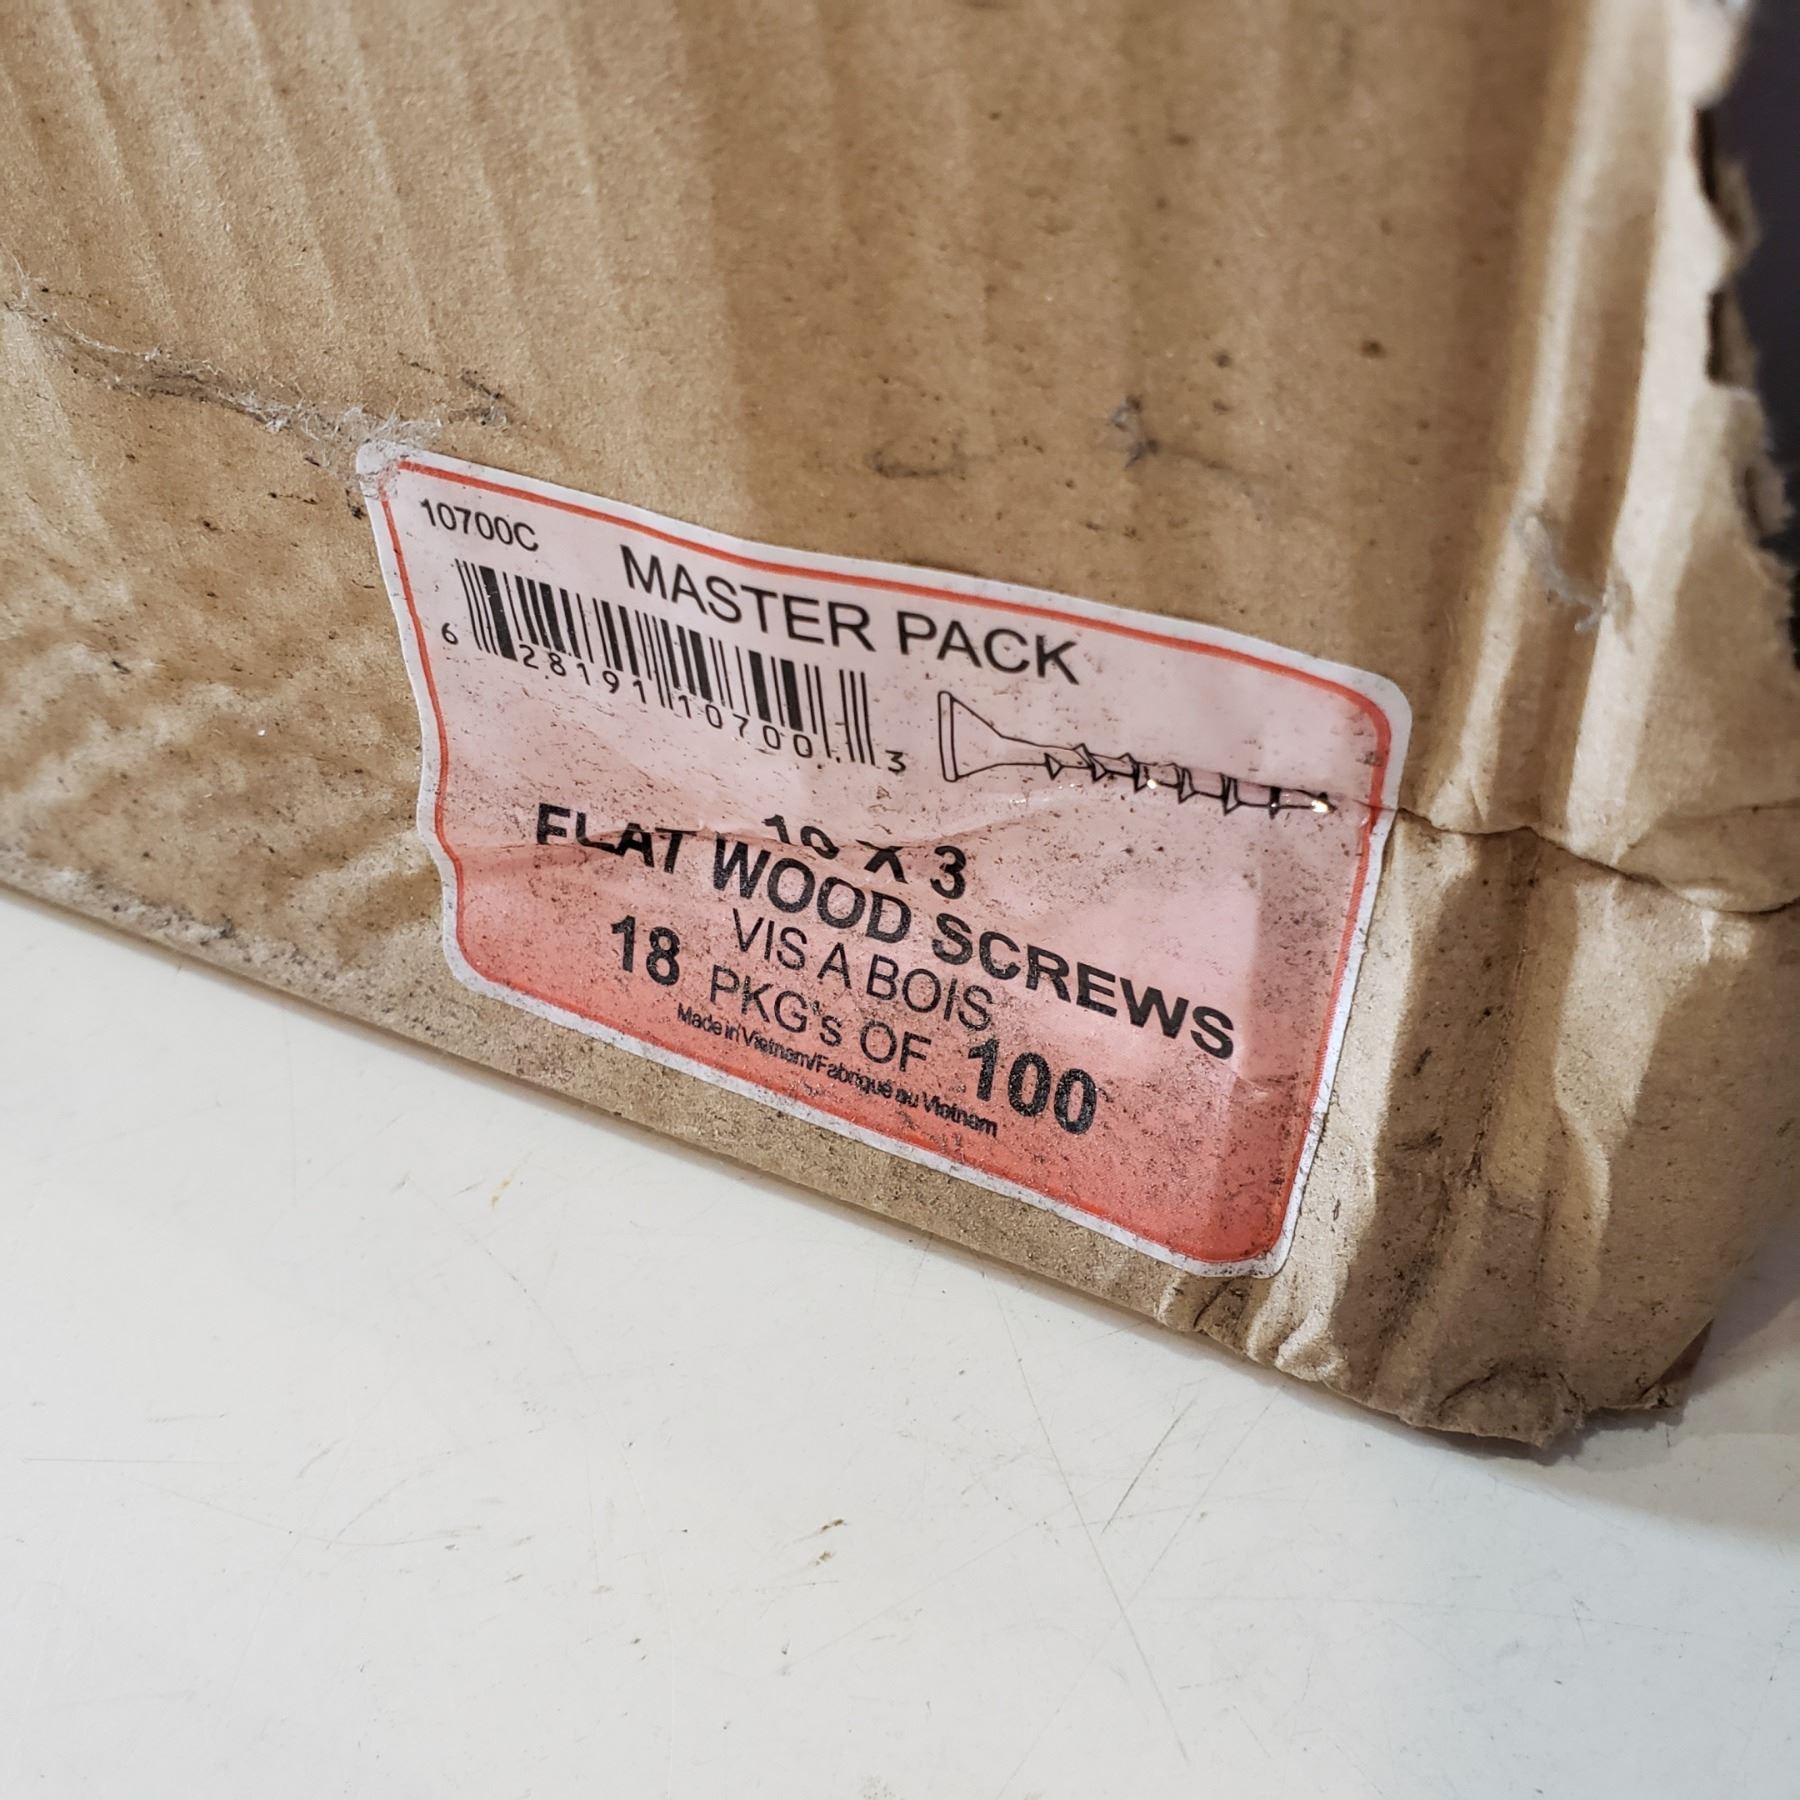 10700C
MASTER PACK
6 28191 10700 3
X 3
FLAT WOOD SCREWS
VIS A BOIS
18 PKG's OF 100
Made in Vietnam/Fabriqué au Vietnam